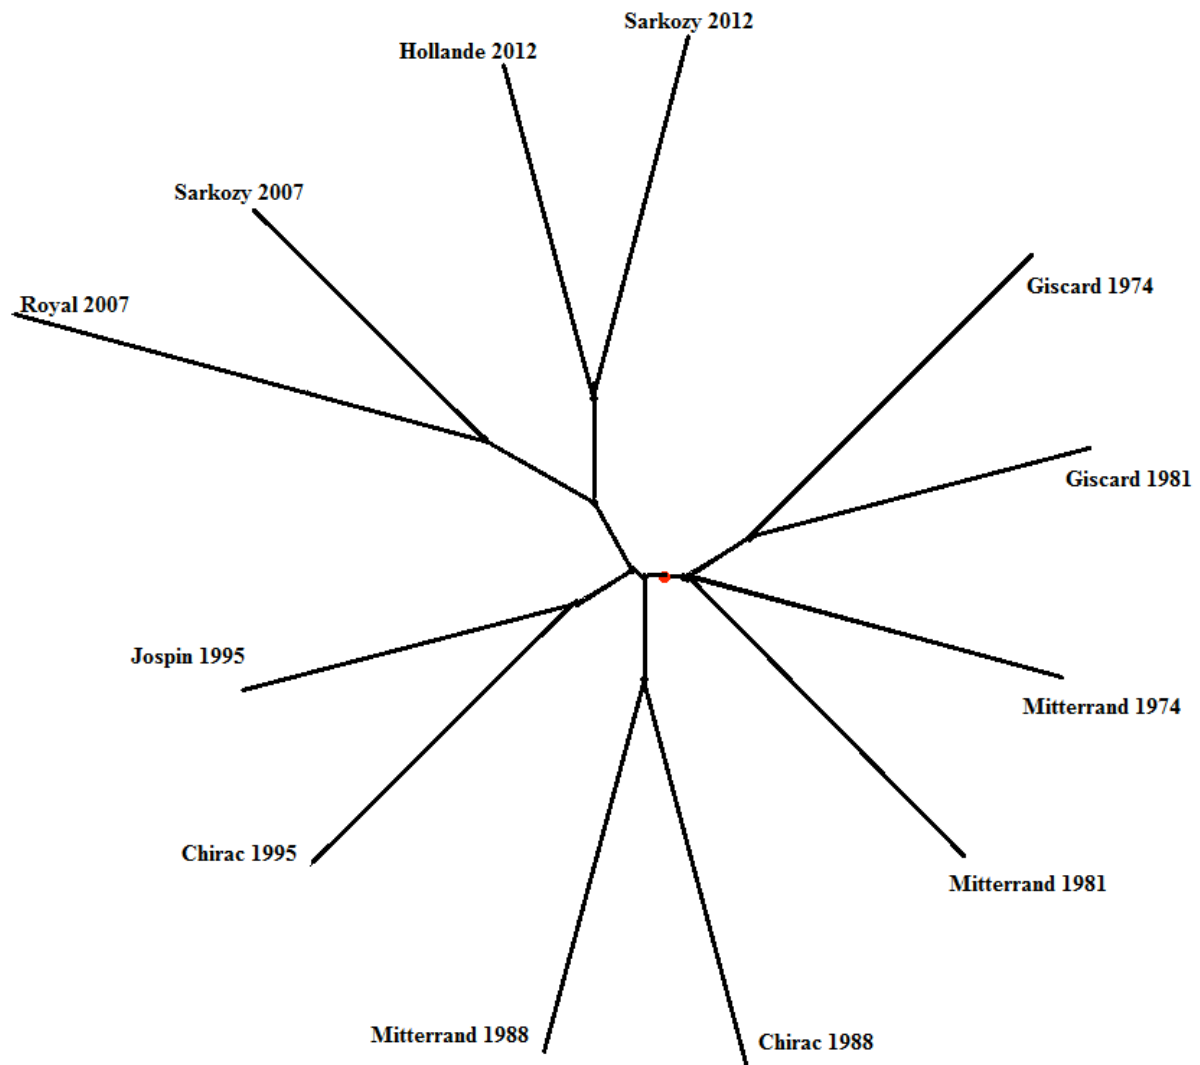 Sarkozy 2012
Hollande 2012
Sarkozy 2007
Giscard 1974
Royal 2007
Giscard 1981
Jospin 1995
Mitterrand 1974
Chirac 1995
Mitterrand 1981
Mitterrand 1988
Chirac 1988